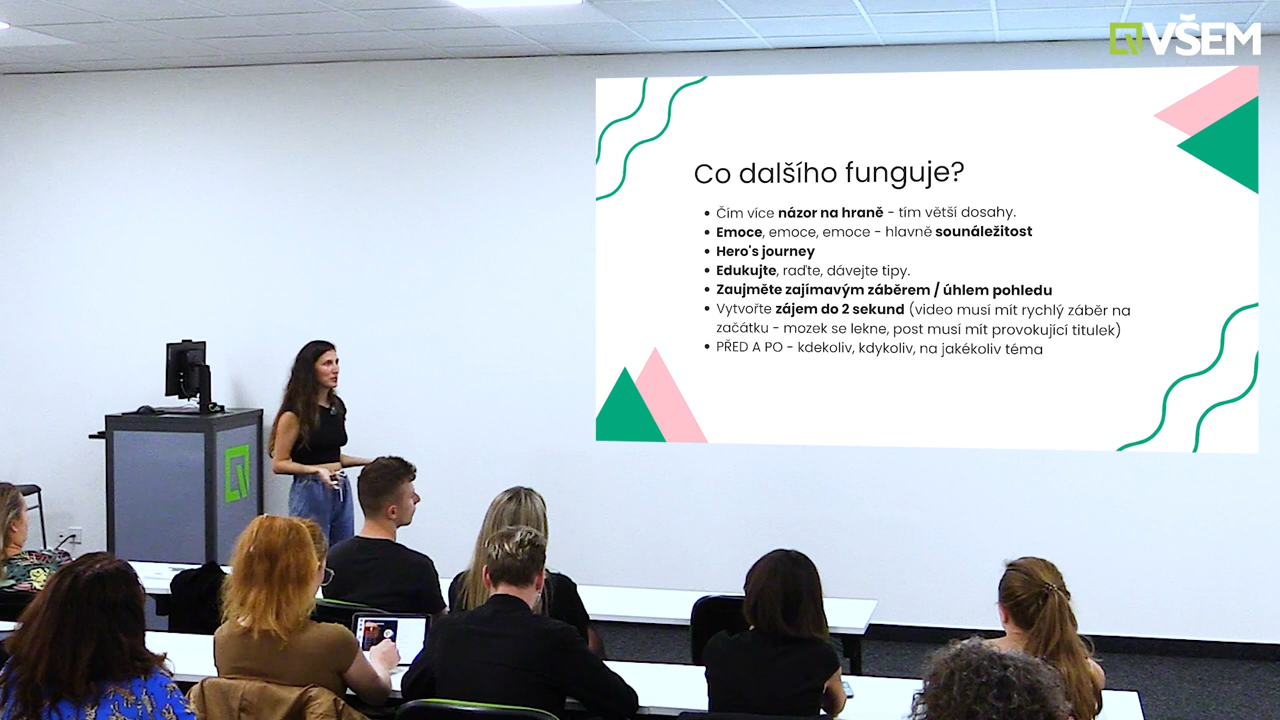 VŠEM
Co dalšího funguje?
• Čím více názor na hraně - tím větší dosahy.
• Emoce, emoce, emoce - hlavně sounáležitost
• Hero's journey
• Edukujte, raďte, dávejte tipy.
• Zaujměte zajímavým záběrem / úhlem pohledu
• Vytvořte zájem do 2 sekund (video musí mít rychlý záběr na
začátku - mozek se lekne, post musí mít provokující titulek)
• PŘED A PO - kdekoliv, kdykoliv, na jakékoliv téma